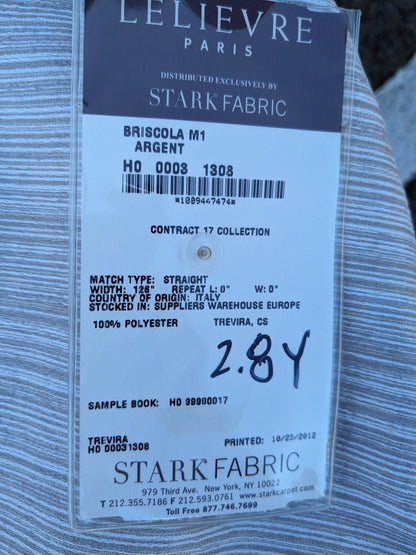 LELIEVRE
PARIS
DISTRIBUTED EXCLUSIVELY BY
STARK FABRIC
BRISCOLA M1
ARGENT
H0 0003 1308
*1009447474*
CONTRACT 17 COLLECTION
MATCH TYPE: STRAIGHT
WIDTH: 126" REPEAT L: 0" W: 0"
COUNTRY OF ORIGIN: ITALY
STOCKED IN: SUPPLIERS WAREHOUSE EUROPE
100% POLYESTER TREVIRA, CS
2.8Y
SAMPLE BOOK: H0 99990017
TREVIRA
H0 00031308 PRINTED: 10/23/2012
STARK FABRIC
979 Third Ave. New York, NY 10022
T 212.355.7186 F 212.593.0761 www.starkcarpet.com
Toll Free 877.746.7699